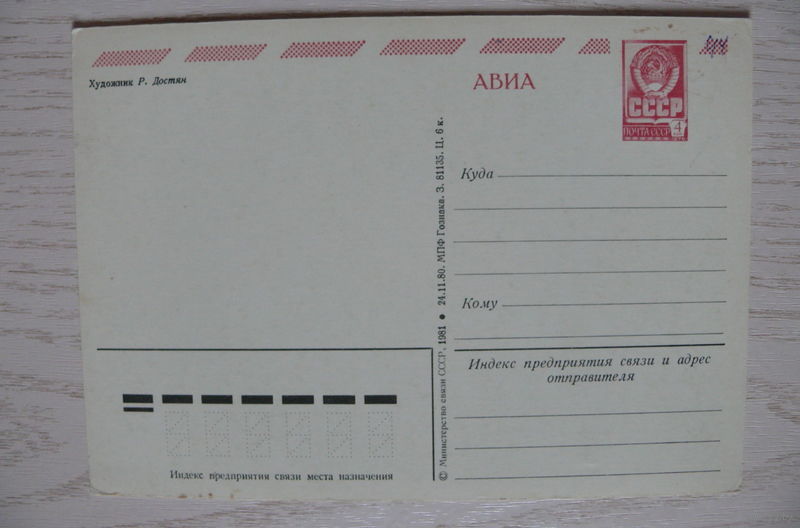 Художник Р. Достян
АВИА
СССР
ПОЧТА СССР 4
Куда
Кому
Индекс предприятия связи и адрес
отправителя
Индекс предприятия связи места назначения
© Министерство связи СССР, 1981 ● 24.11.80. МПФ Гознака. З. 81135. Ц. 6 к.